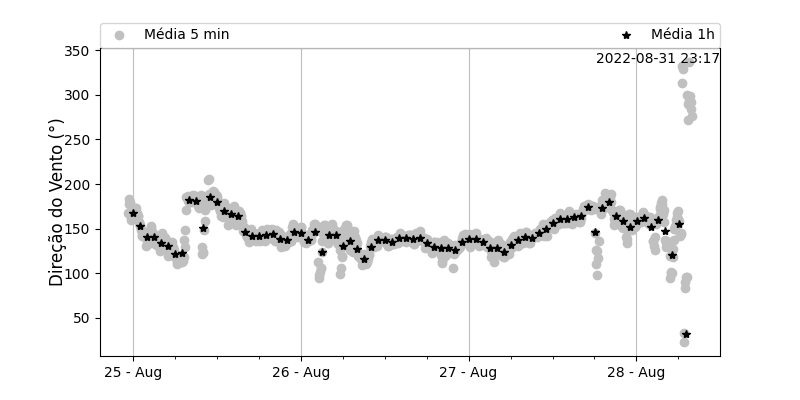 Média 5 min
Média 1h
2022-08-31 23:17
Direção do Vento (°)
350
300
250
200
150
100
50
25 - Aug
26 - Aug
27 - Aug
28 - Aug